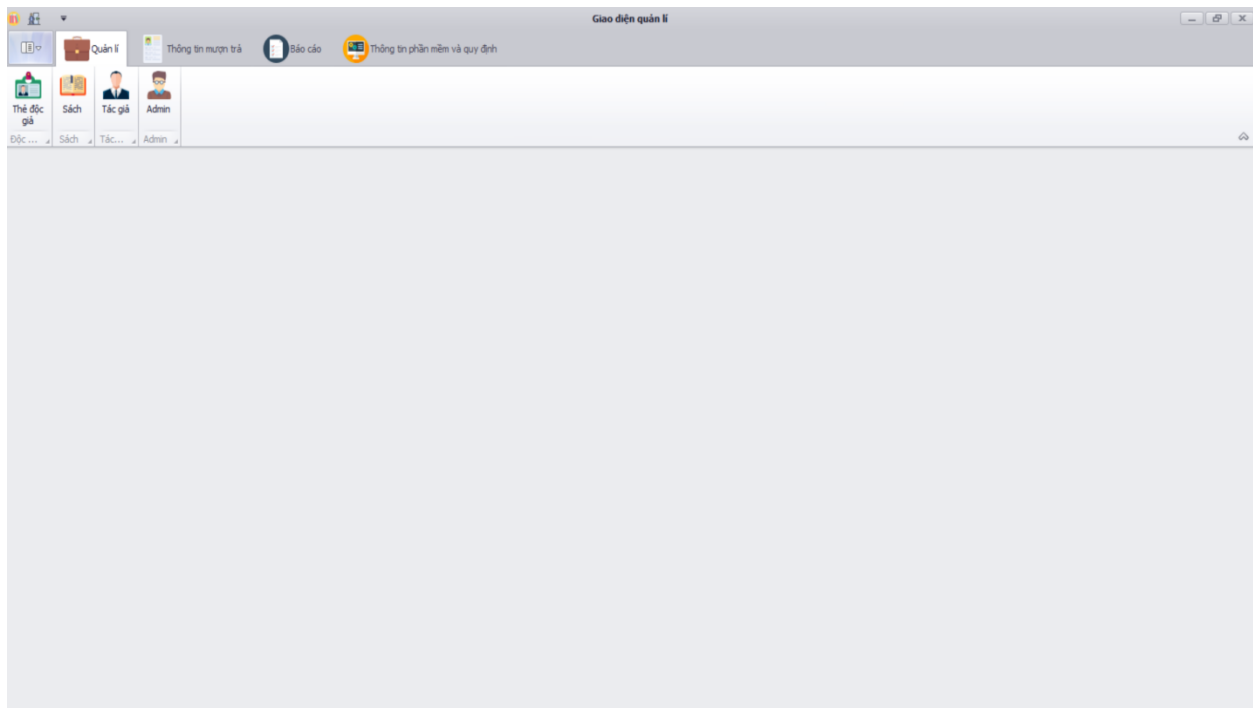 Giao diện quản lí
Quản lí
Thông tin mượn trả
Báo cáo
Thông tin phần mềm và quy định
Thẻ độc
giả
Sách
Tác giả
Admin
Độc ...
Sách
Tác...
Admin